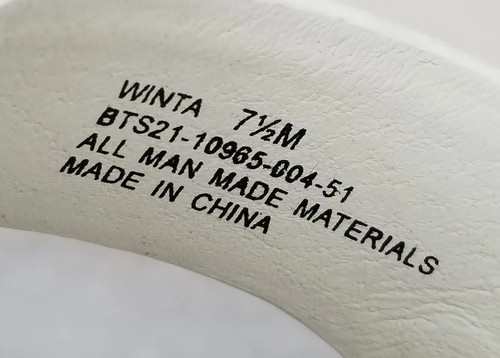 WINTA 7½M
BTS21-10965-004-51
ALL MAN MADE MATERIALS
MADE IN CHINA